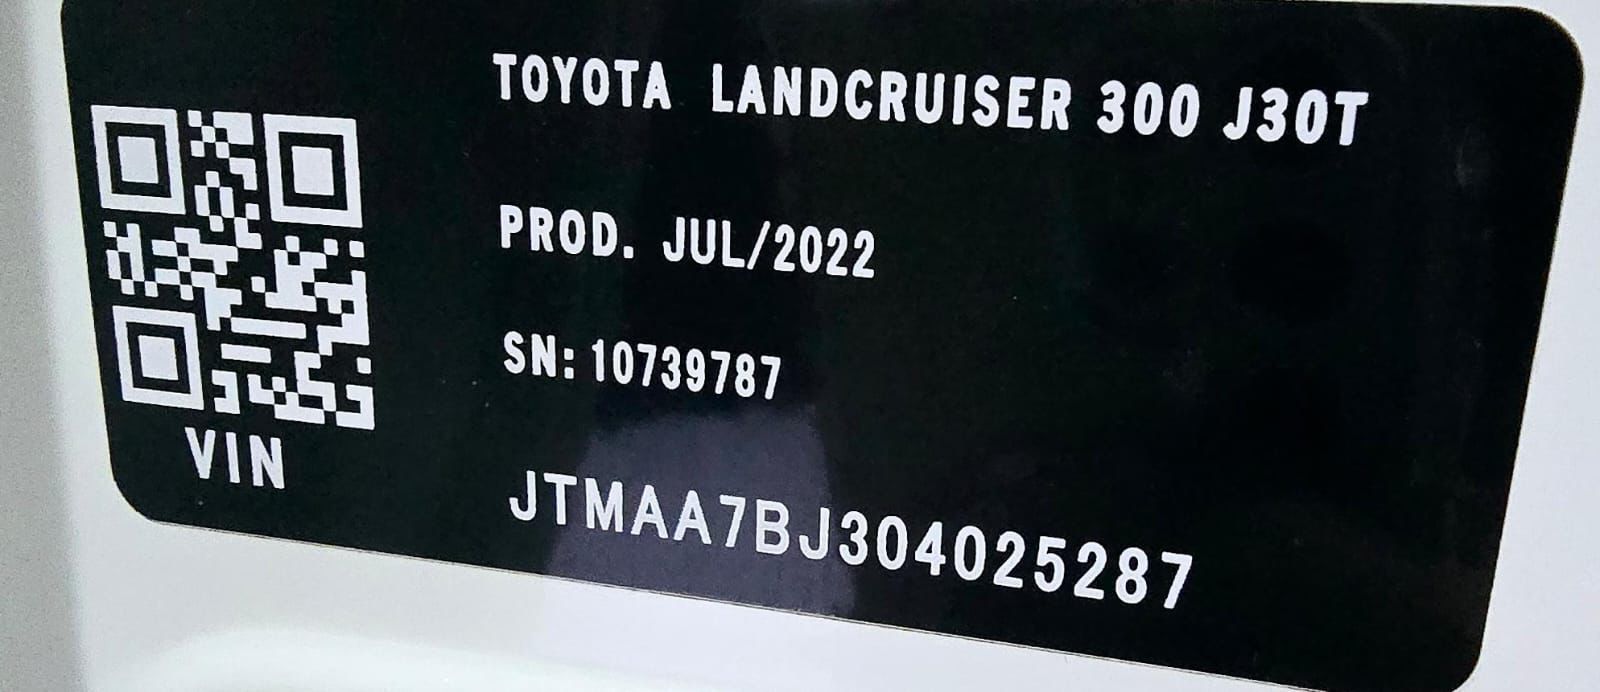 TOYOTA LANDCRUISER 300 J30T
PROD. JUL/2022
SN: 10739787
VIN
JTMAA7BJ304025287